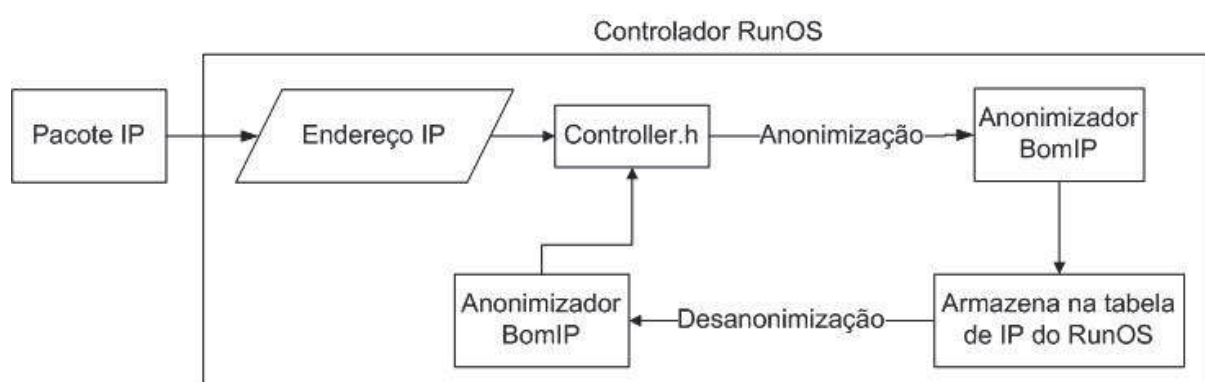 Controlador RunOS
Pacote IP
Endereço IP
Controller.h
Anonimização
Anonimizador
BomIP
Anonimizador
BomIP
Desanonimização
Armazena na tabela
de IP do RunOS